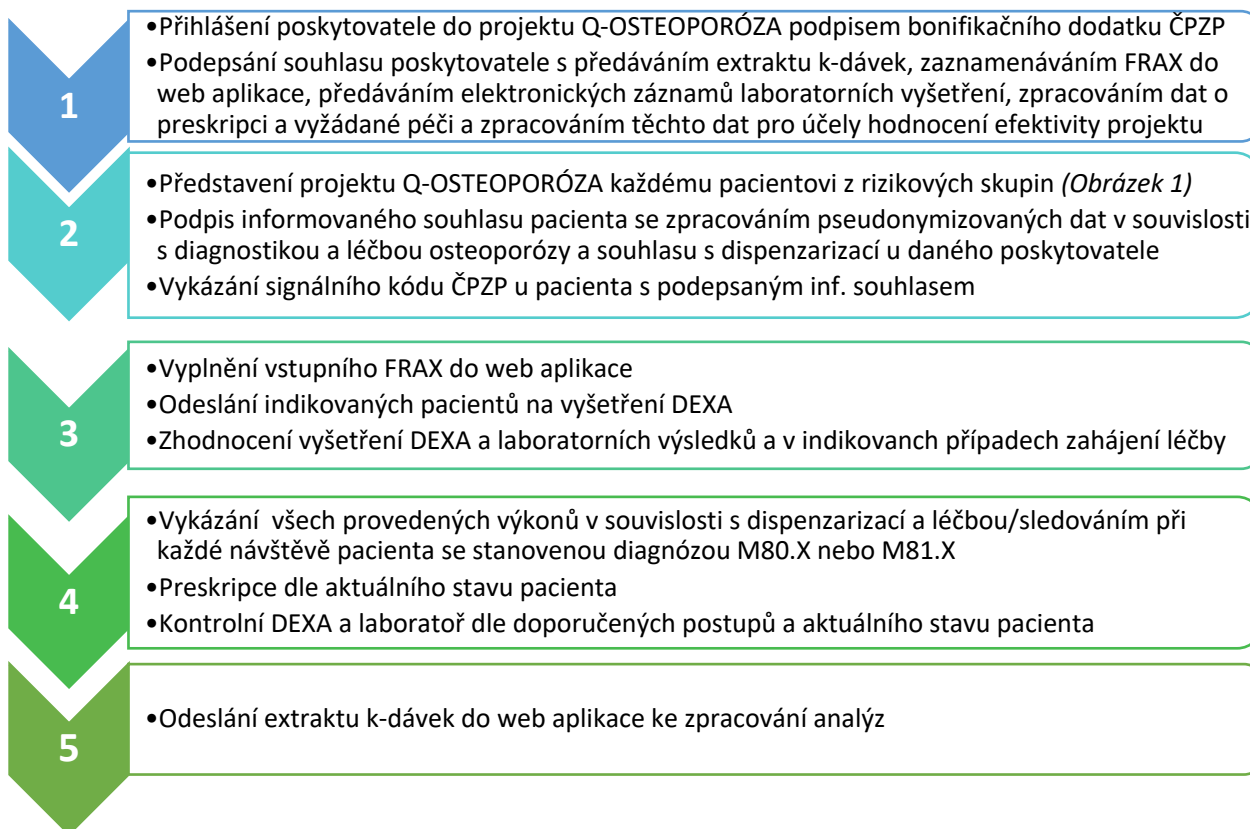 1
•Přihlášení poskytovatele do projektu Q-OSTEOPORÓZA podpisem bonifikačního dodatku ČPZP
•Podepsání souhlasu poskytovatele s předáváním extraktu k-dávek, zaznamenáváním FRAX do
web aplikace, předáváním elektronických záznamů laboratorních vyšetření, zpracováním dat o
preskripci a vyžádané péči a zpracováním těchto dat pro účely hodnocení efektivity projektu
2
•Představení projektu Q-OSTEOPORÓZA každému pacientovi z rizikových skupin (Obrázek 1)
•Podpis informovaného souhlasu pacienta se zpracováním pseudonymizovaných dat v souvislosti
s diagnostikou a léčbou osteoporózy a souhlasu s dispenzarizací u daného poskytovatele
•Vykázání signálního kódu ČPZP u pacienta s podepsaným inf. souhlasem
3
•Vyplnění vstupního FRAX do web aplikace
•Odeslání indikovaných pacientů na vyšetření DEXA
•Zhodnocení vyšetření DEXA a laboratorních výsledků a v indikovanch případech zahájení léčby
4
•Vykázání  všech provedených výkonů v souvislosti s dispenzarizací a léčbou/sledováním při
každé návštěvě pacienta se stanovenou diagnózou M80.X nebo M81.X
•Preskripce dle aktuálního stavu pacienta
•Kontrolní DEXA a laboratoř dle doporučených postupů a aktuálního stavu pacienta
5
•Odeslání extraktu k-dávek do web aplikace ke zpracování analýz